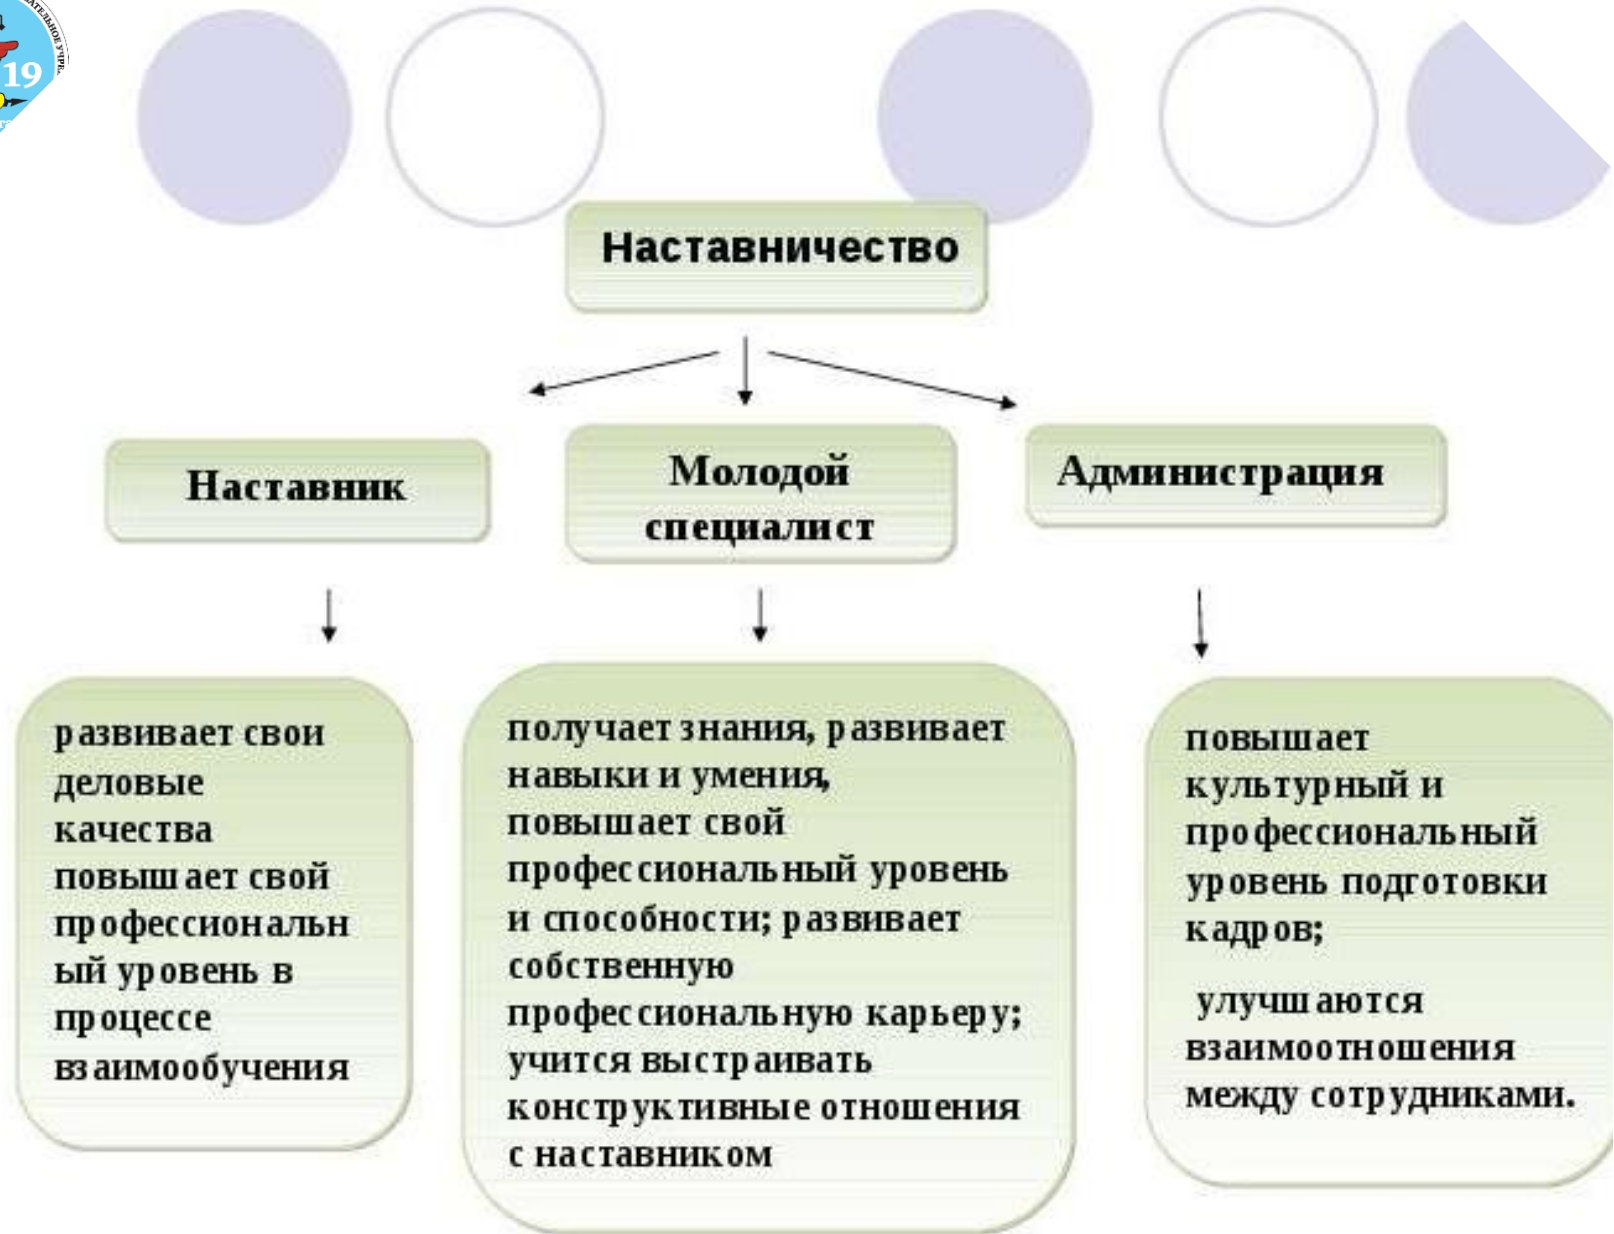 19
Наставничество
Наставник
Молодой
специалист
Администрация
развивает свои
деловые
качества
повышает свой
профессиональн
ый уровень в
процессе
взаимообучения
получает знания, развивает
навыки и умения,
повышает свой
профессиональный уровень
и способности; развивает
собственную
профессиональную карьеру;
учится выстраивать
конструктивные отношения
с наставником
повышает
культурный и
профессиональный
уровень подготовки
кадров;
улучшаются
взаимоотношения
между сотрудниками.